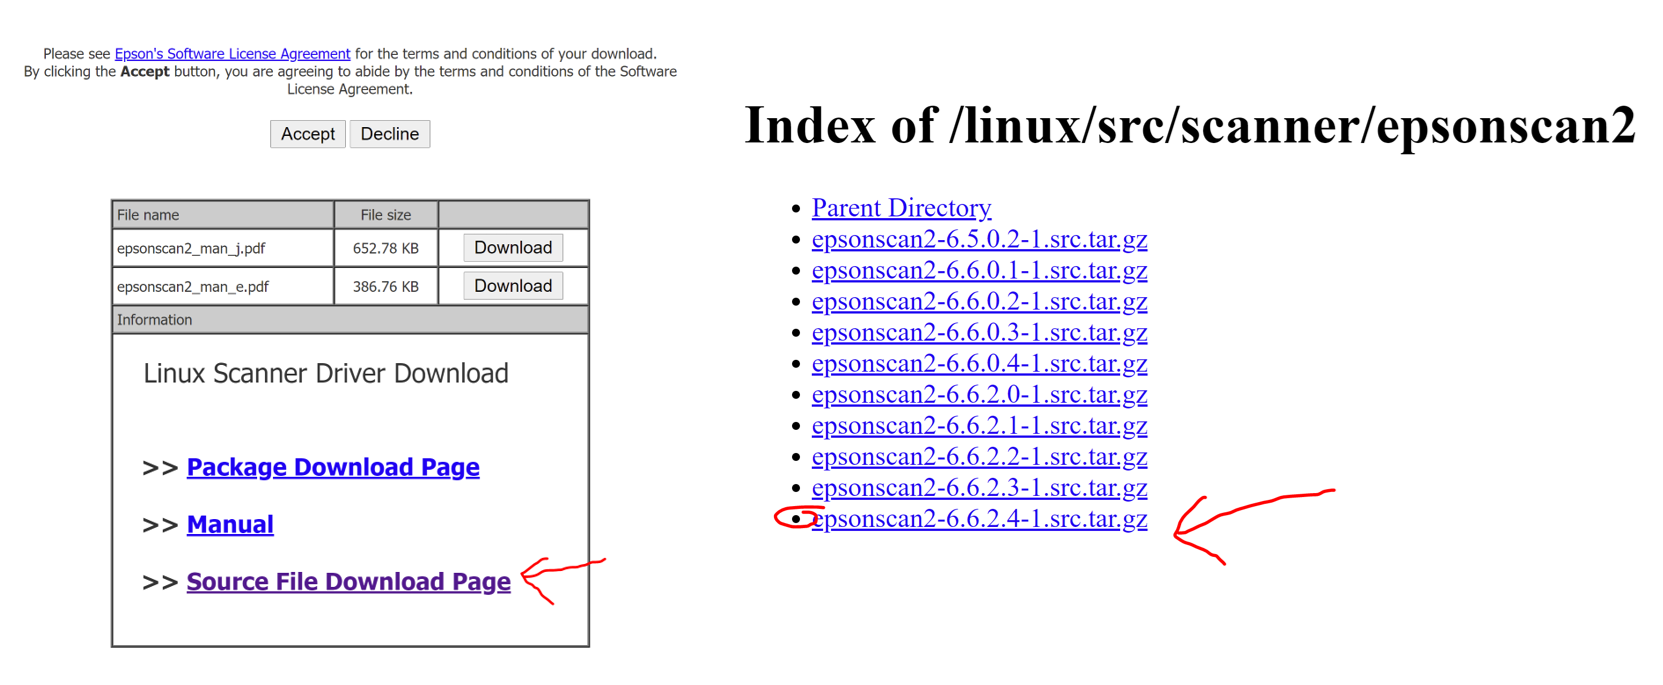 Please see Epson's Software License Agreement for the terms and conditions of your download.
By clicking the Accept button, you are agreeing to abide by the terms and conditions of the Software
License Agreement.
Accept Decline
File name File size
epsonscan2_man_j.pdf 652.78 KB Download
epsonscan2_man_e.pdf 386.76 KB Download
Information
Linux Scanner Driver Download
>> Package Download Page
>> Manual
>> Source File Download Page
Index of /linux/src/scanner/epsonscan2
Parent Directory
epsonscan2-6.5.0.2-1.src.tar.gz
epsonscan2-6.6.0.1-1.src.tar.gz
epsonscan2-6.6.0.2-1.src.tar.gz
epsonscan2-6.6.0.3-1.src.tar.gz
epsonscan2-6.6.0.4-1.src.tar.gz
epsonscan2-6.6.2.0-1.src.tar.gz
epsonscan2-6.6.2.1-1.src.tar.gz
epsonscan2-6.6.2.2-1.src.tar.gz
epsonscan2-6.6.2.3-1.src.tar.gz
epsonscan2-6.6.2.4-1.src.tar.gz